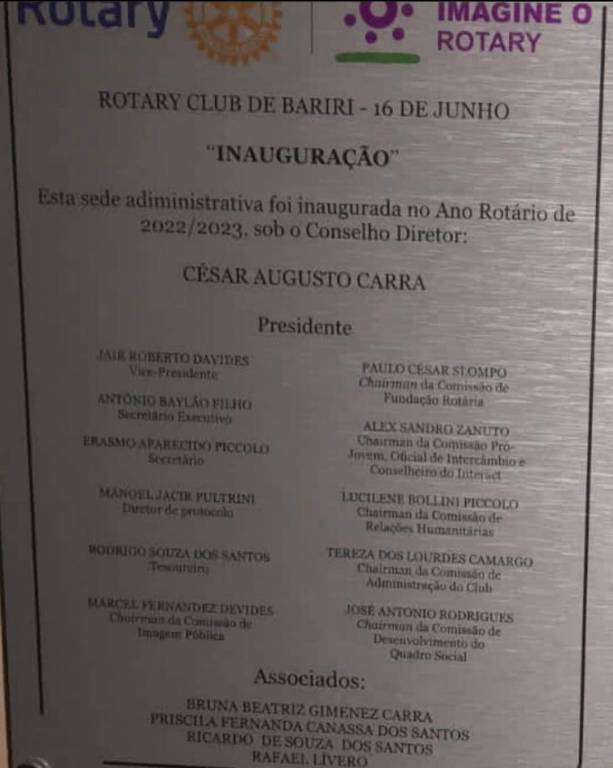 Rotary
IMAGINE O
ROTARY
ROTARY CLUB DE BARIRI - 16 DE JUNHO
"INAUGURAÇÃO"
Esta sede adiministrativa foi inaugurada no Ano Rotário de
2022/2023, sob o Conselho Diretor:
CÉSAR AUGUSTO CARRA
Presidente
JAIR ROBERTO DAVIDES
Vice-Presidente
ANTÔNIO BAYLÃO FILHO
Secretário Executivo
ERASMO APARECIDO PICCOLO
Secretário
MANOEL JACIR PULTRINI
Diretor de protocolo
RODRIGO SOUZA DOS SANTOS
Tesoureiro
MARCEL FERNANDEZ DEVIDES
Chairman da Comissão de
Imagem Pública
PAULO CÉSAR SLOMPO
Chairman da Comissão de
Fundação Rotária
ALEX SANDRO ZANUTO
Chairman da Comissão Pró-
Jovem, Oficial de Intercâmbio e
Conselheiro do Interact
LUCILENE BOLLINI PICCOLO
Chairman da Comissão de
Relações Humanitárias
TEREZA DOS LOURDES CAMARGO
Chairman da Comissão de
Administração do Club
JOSÉ ANTONIO RODRIGUES
Chairman da Comissão de
Desenvolvimento do
Quadro Social
Associados:
BRUNA BEATRIZ GIMENEZ CARRA
PRISCILA FERNANDA CANASSA DOS SANTOS
RICARDO DE SOUZA DOS SANTOS
RAFAEL LÍVERO